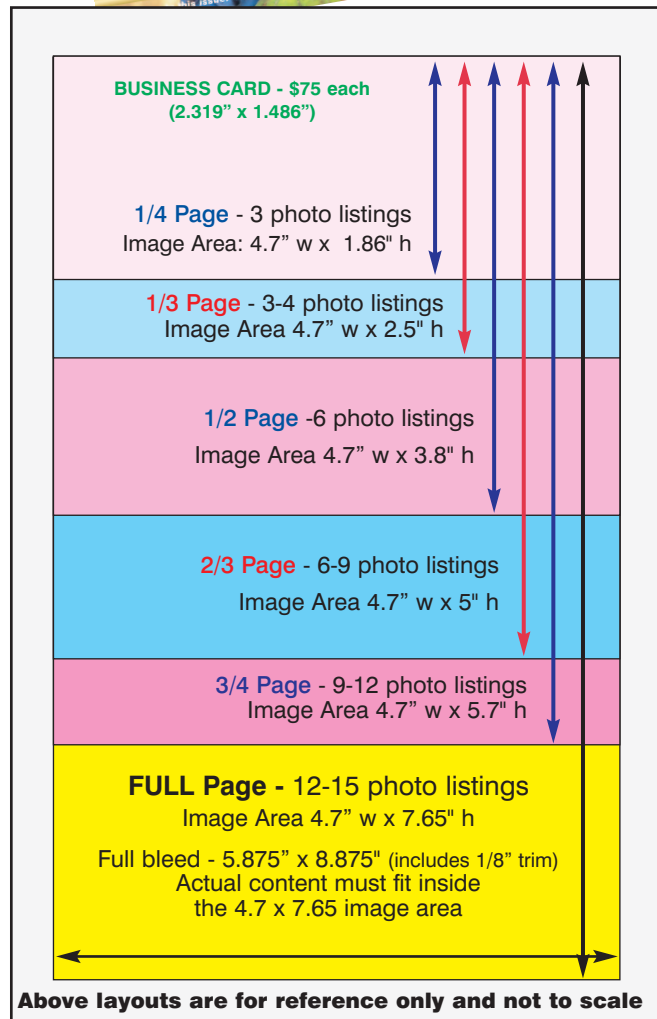 BUSINESS CARD - $75 each
(2.319” x 1.486”)
1/4 Page - 3 photo listings
Image Area: 4.7” w x 1.86" h
1/3 Page - 3-4 photo listings
Image Area 4.7” w x 2.5" h
1/2 Page -6 photo listings
Image Area 4.7” w x 3.8" h
2/3 Page - 6-9 photo listings
Image Area 4.7” w x 5" h
3/4 Page - 9-12 photo listings
Image Area 4.7” w x 5.7" h
FULL Page - 12-15 photo listings
Image Area 4.7” w x 7.65" h
Full bleed - 5.875” x 8.875" (includes 1/8” trim)
Actual content must fit inside
the 4.7 x 7.65 image area
Above layouts are for reference only and not to scale